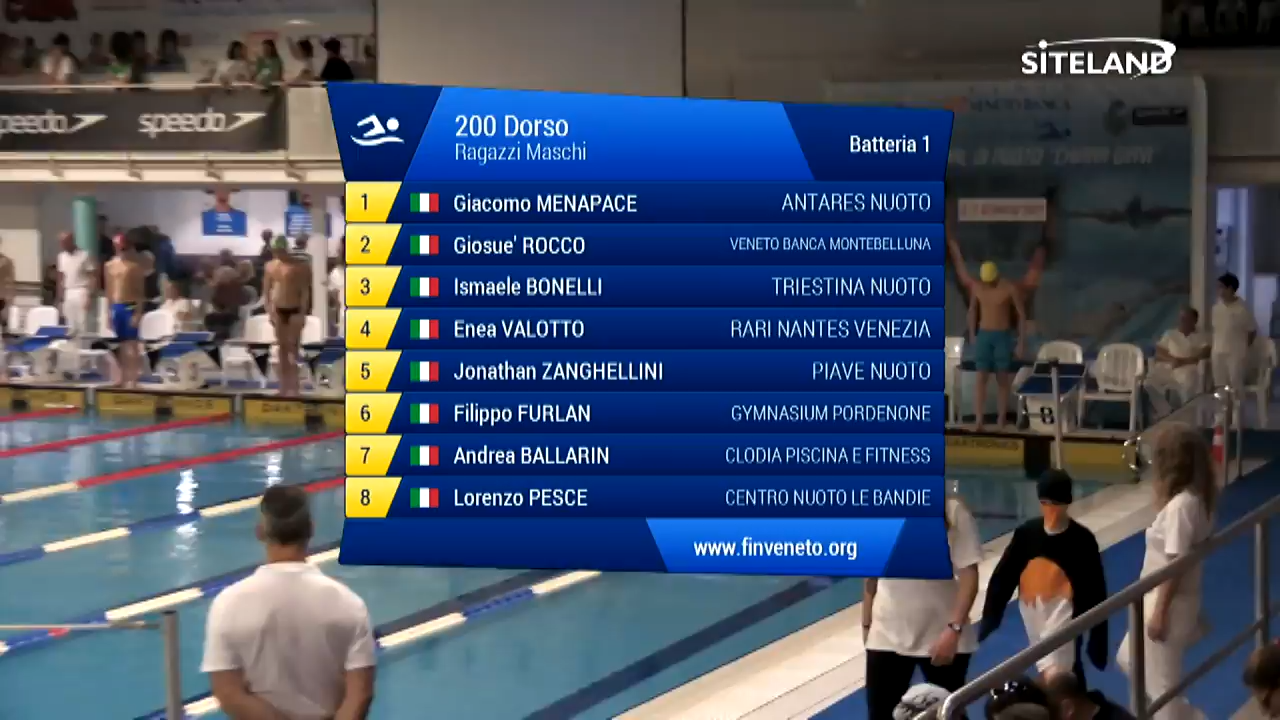 SITELAND
speedo
speedo
200 Dorso
Ragazzi Maschi
Batteria 1
1 Giacomo MENAPACE ANTARES NUOTO
2 Giosue' ROCCO VENETO BANCA MONTEBELLUNA
3 Ismaele BONELLI TRIESTINA NUOTO
4 Enea VALOTTO RARI NANTES VENEZIA
5 Jonathan ZANGHELLINI PIAVE NUOTO
6 Filippo FURLAN GYMNASIUM PORDENONE
7 Andrea BALLARIN CLODIA PISCINA E FITNESS
8 Lorenzo PESCE CENTRO NUOTO LE BANDIE
www.finveneto.org
8